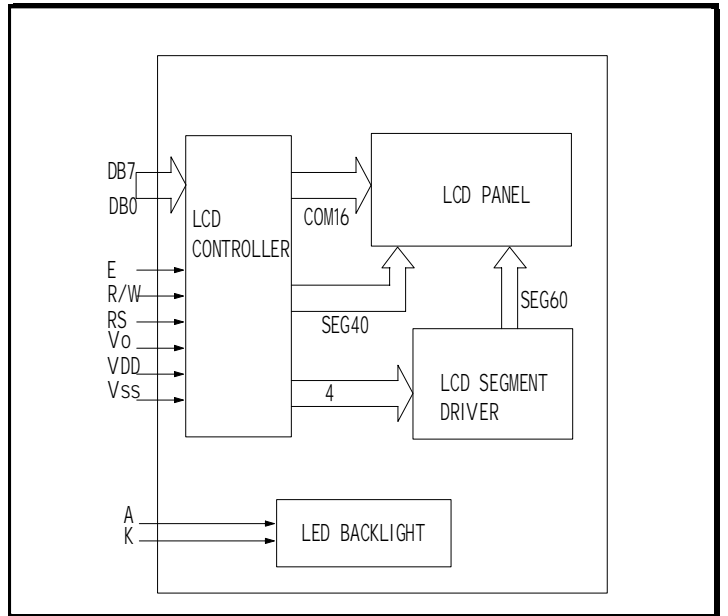 DB7
DB0
E
R/W
RS
Vo
VDD
Vss
LCD
CONTROLLER
COM16
SEG40
4
LCD PANEL
SEG60
LCD SEGMENT
DRIVER
A
K
LED BACKLIGHT